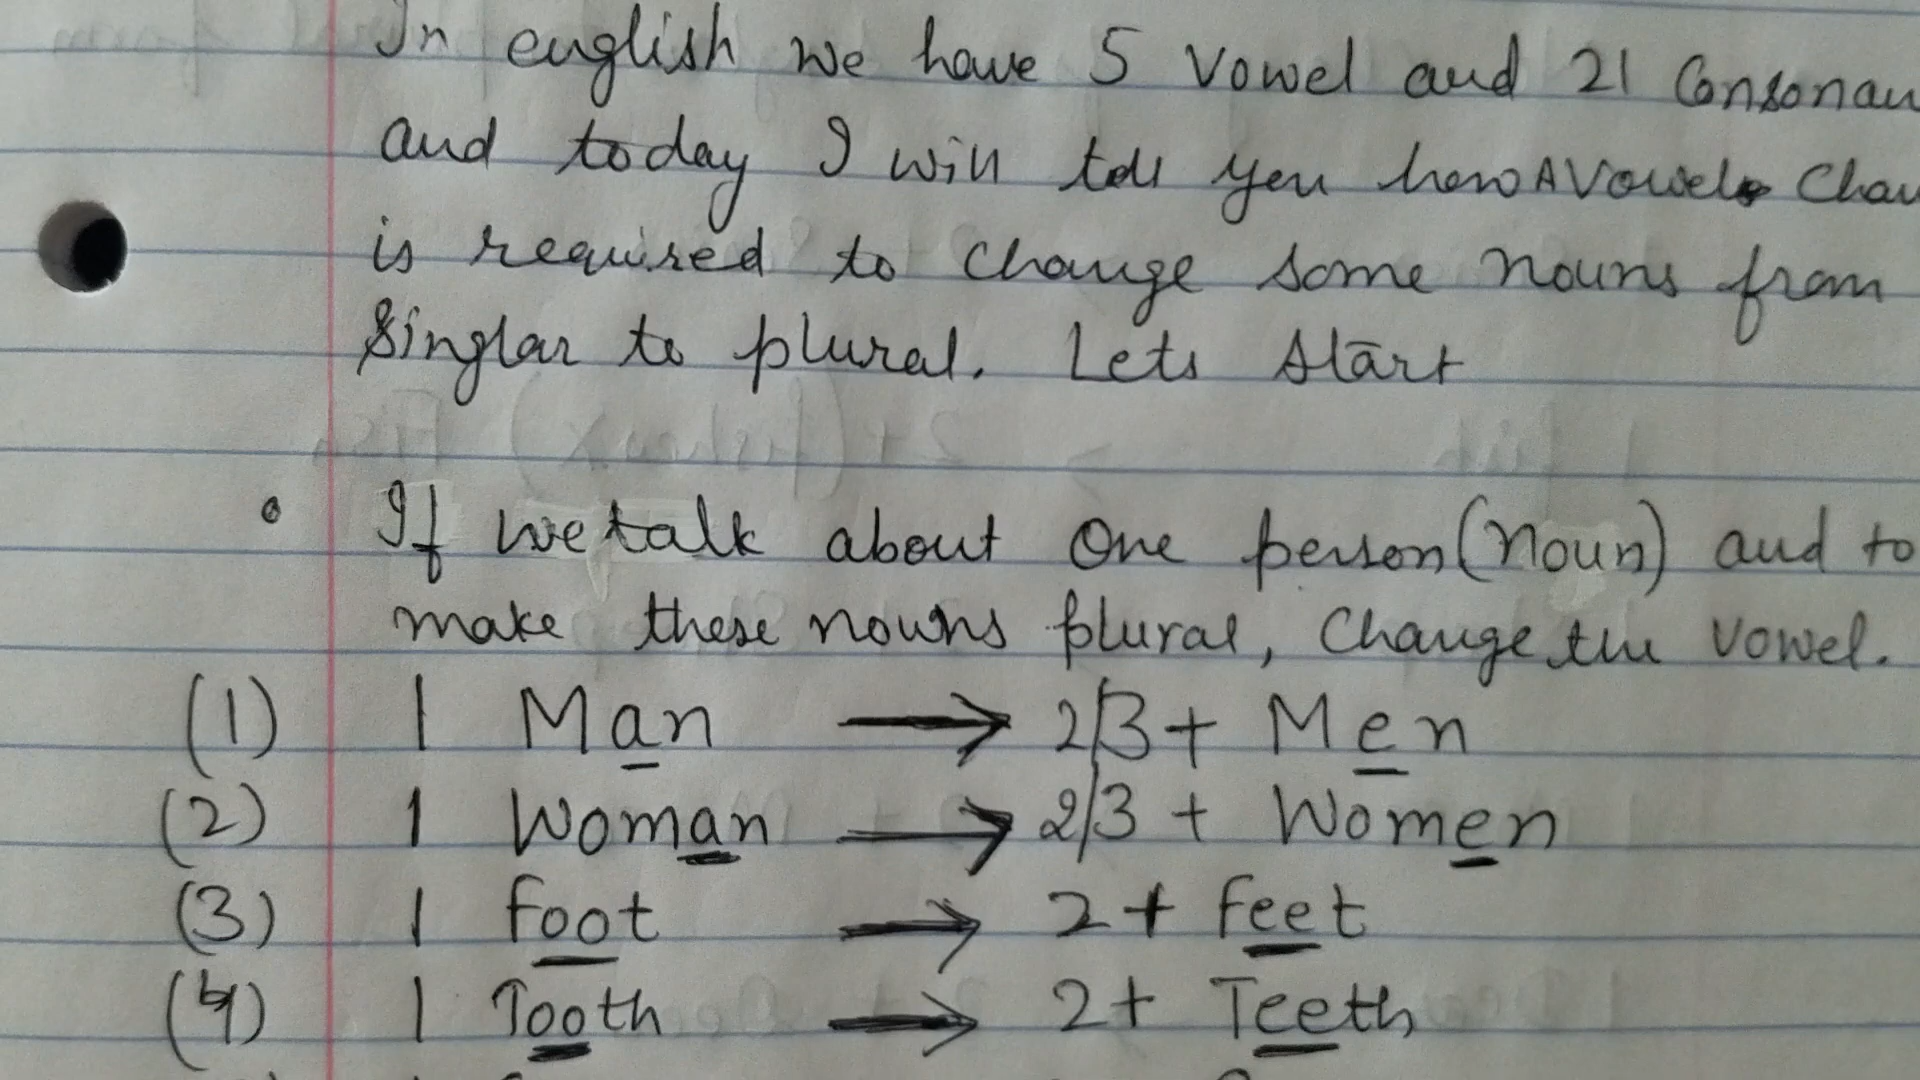 In english we have 5 Vowel and 21 Consonan
and today I will tell you how A Vowel Chan
is required to change some nouns from
Singlar to plural. Lets Start
• If we talk about One person (noun) and to
make these nouns plural, Change the Vowel.
(1) 1 Man → 2/3+ Men
(2) 1 Woman → 2/3 + Women
(3) 1 foot → 2+ feet
(4) 1 Tooth → 2+ Teeth